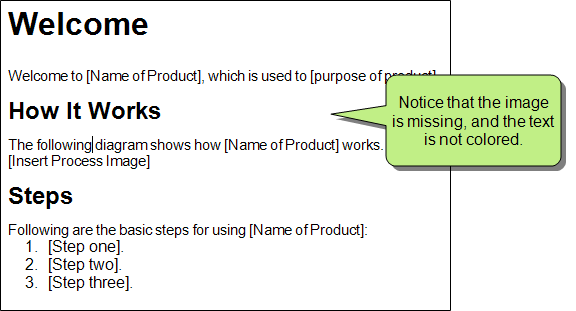 Welcome
Welcome to [Name of Product], which is used to [purpose of product]
How It Works
The following diagram shows how [Name of Product] works.
[Insert Process Image]
Notice that the image
is missing, and the text
is not colored.
Steps
Following are the basic steps for using [Name of Product]:
1. [Step one].
2. [Step two].
3. [Step three].